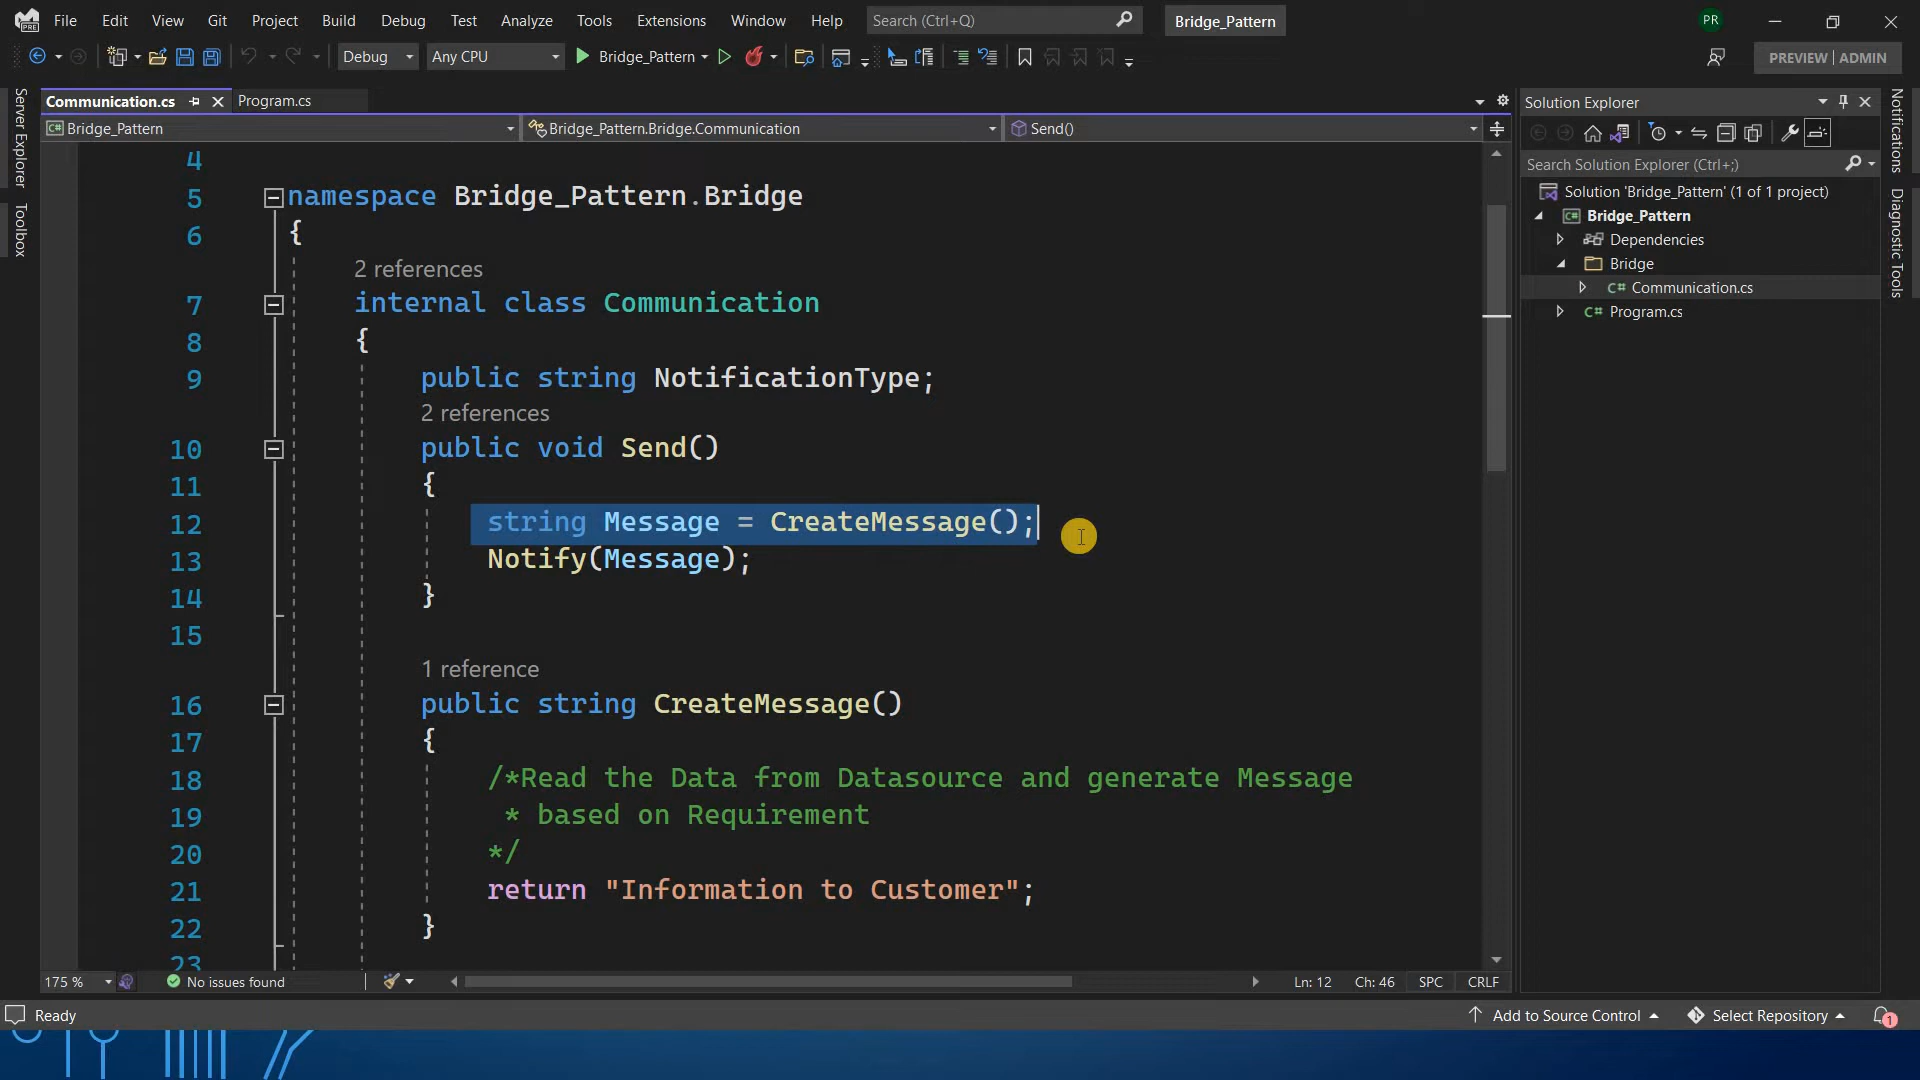 File Edit View Git Project Build Debug Test Analyze Tools Extensions Window Help Search (Ctrl+Q) Bridge_Pattern PR
Debug Any CPU Bridge_Pattern PREVIEW | ADMIN
Server Explorer
Toolbox
Communication.cs Program.cs
Bridge_Pattern Bridge_Pattern.Bridge.Communication Send()
4
5 namespace Bridge_Pattern.Bridge
6 {
2 references
7 internal class Communication
8 {
9 public string NotificationType;
2 references
10 public void Send()
11 {
12 string Message = CreateMessage();
13 Notify(Message);
14 }
15
1 reference
16 public string CreateMessage()
17 {
18 /*Read the Data from Datasource and generate Message
19 * based on Requirement
20 */
21 return "Information to Customer";
22 }
23
175 % No issues found Ln: 12 Ch: 46 SPC CRLF
Solution Explorer
Search Solution Explorer (Ctrl+;)
Solution 'Bridge_Pattern' (1 of 1 project)
C# Bridge_Pattern
Dependencies
Bridge
C# Communication.cs
C# Program.cs
Notifications
Diagnostic Tools
Ready Add to Source Control Select Repository 1